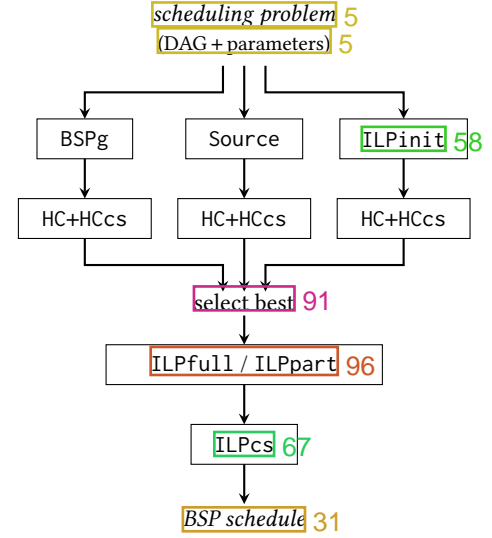 scheduling problem 5
(DAG + parameters) 5
BSPg Source ILPinit 58
HC+HCcs HC+HCcs HC+HCcs
select best 91
ILPfull / ILPpart 96
ILPcs 67
BSP schedule 31